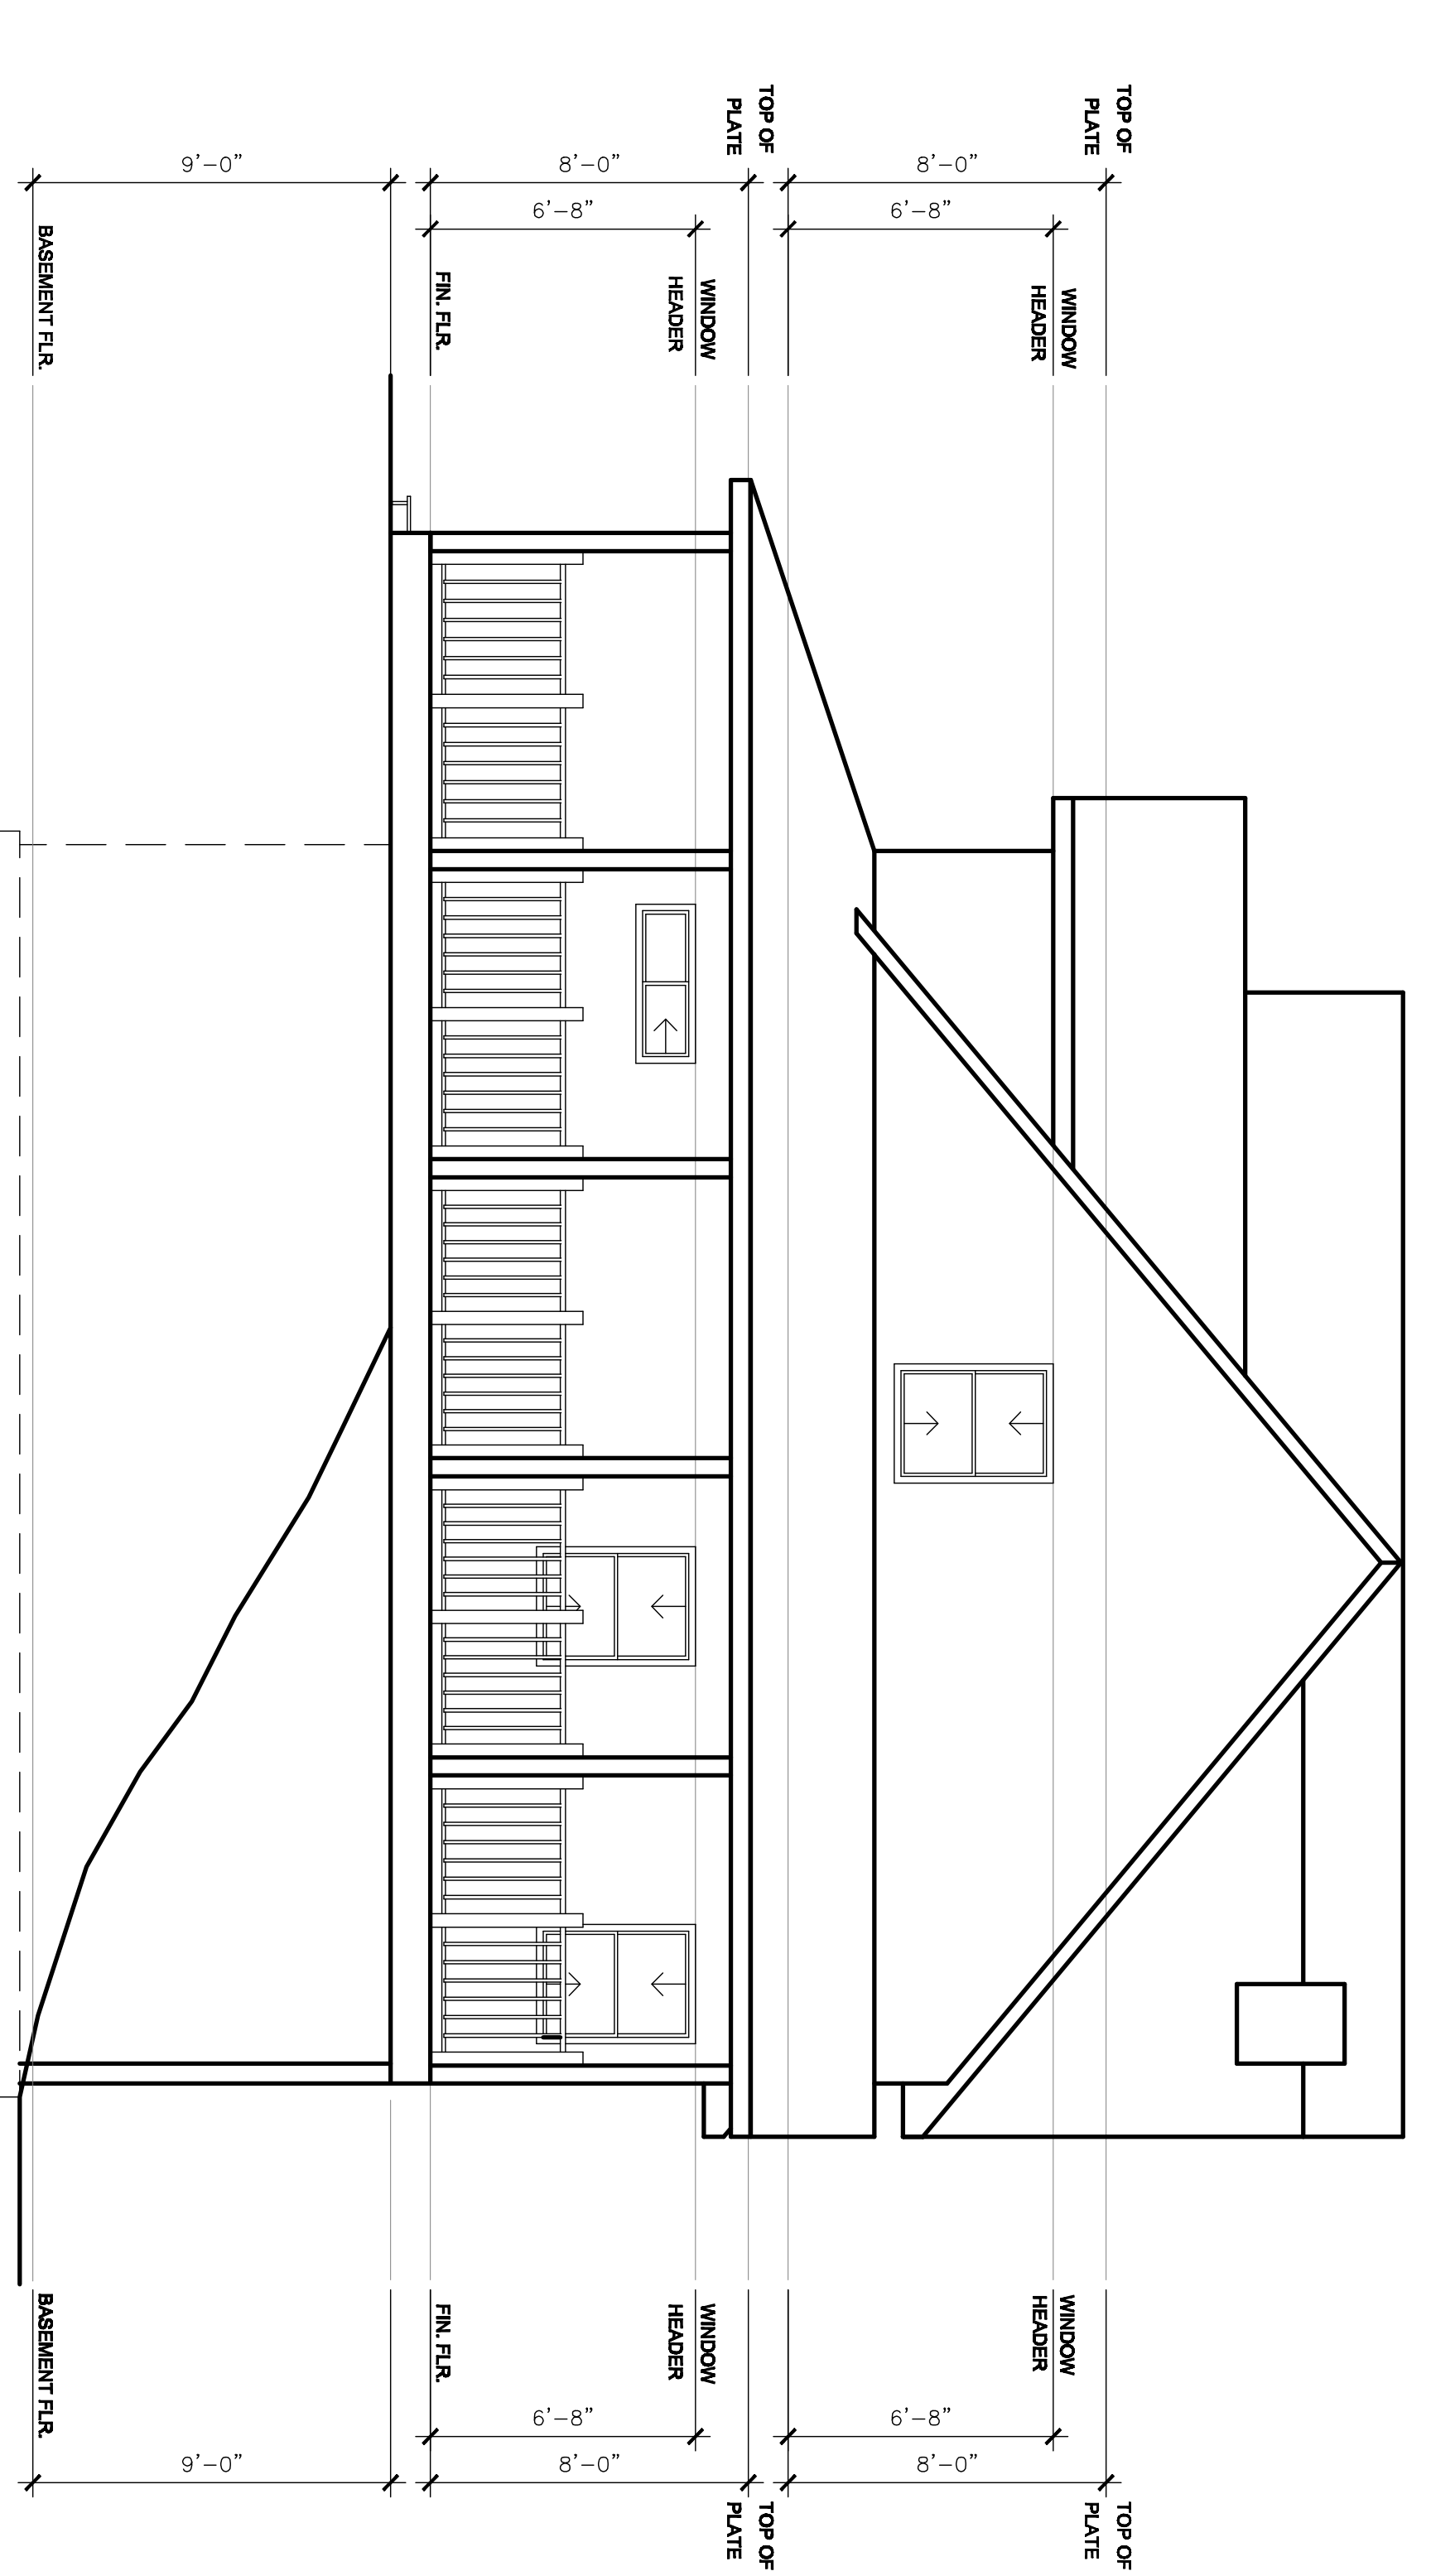 TOP OF
PLATE
8'-0"
6'-8"
WINDOW
HEADER
TOP OF
PLATE
8'-0"
6'-8"
WINDOW
HEADER
FIN. FLR.
9'-0"
BASEMENT FLR.
WINDOW
HEADER
6'-8"
8'-0"
TOP OF
PLATE
WINDOW
HEADER
6'-8"
8'-0"
TOP OF
PLATE
FIN. FLR.
9'-0"
BASEMENT FLR.